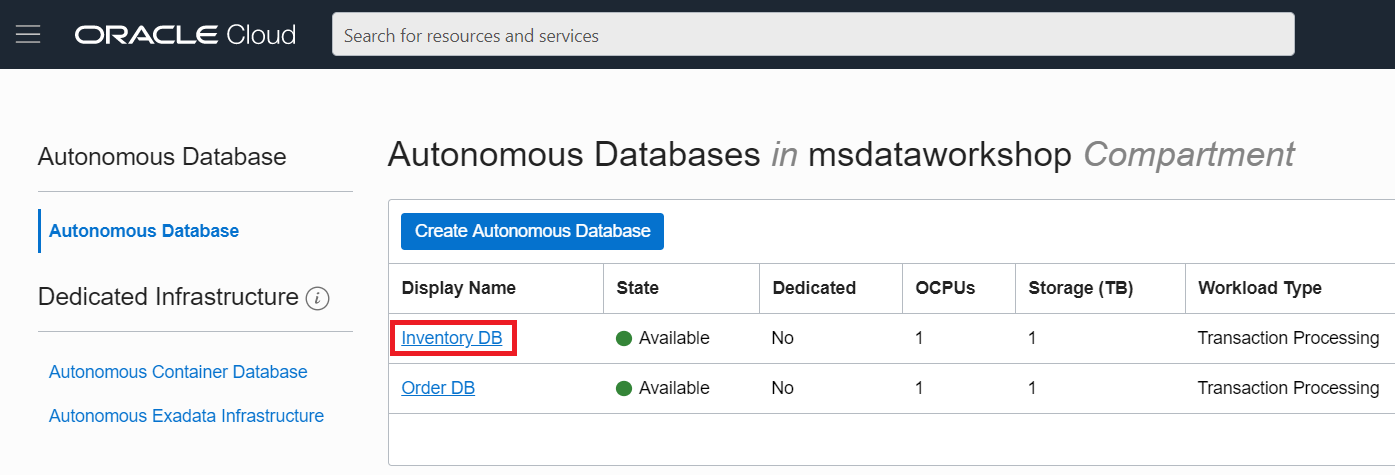 ORACLE Cloud
Search for resources and services
Autonomous Database
Autonomous Database
Dedicated Infrastructure i
Autonomous Container Database
Autonomous Exadata Infrastructure
Autonomous Databases in msdataworkshop Compartment
Create Autonomous Database
Display Name State Dedicated OCPUs Storage (TB) Workload Type
Inventory DB Available No 1 1 Transaction Processing
Order DB Available No 1 1 Transaction Processing